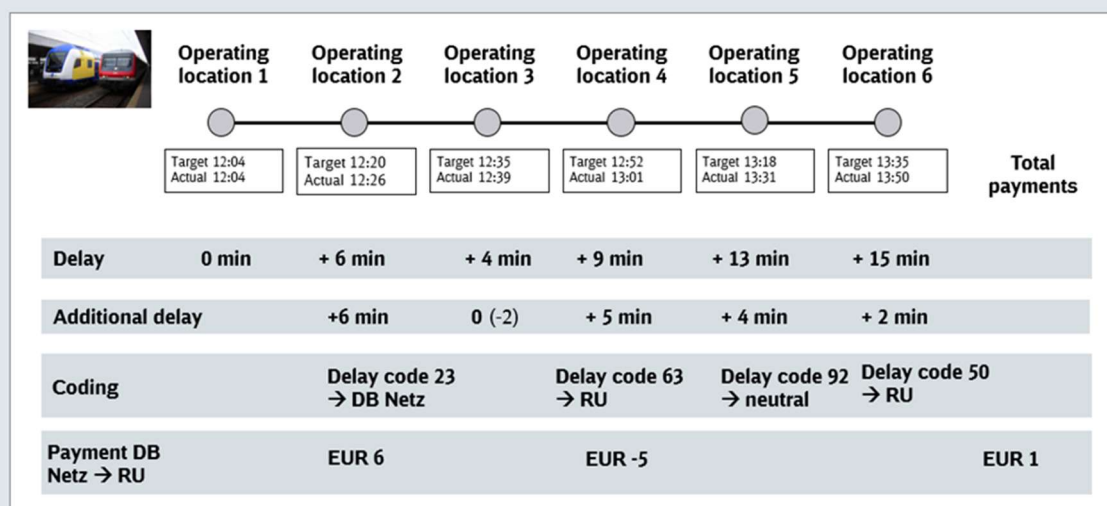 Operating location 1
Operating location 2
Operating location 3
Operating location 4
Operating location 5
Operating location 6
Target 12:04
Actual 12:04
Target 12:20
Actual 12:26
Target 12:35
Actual 12:39
Target 12:52
Actual 13:01
Target 13:18
Actual 13:31
Target 13:35
Actual 13:50
Total
payments
Delay 0 min + 6 min + 4 min + 9 min + 13 min + 15 min
Additional delay +6 min 0 (-2) + 5 min + 4 min + 2 min
Coding
Delay code 23
→ DB Netz
Delay code 63
→ RU
Delay code 92
→ neutral
Delay code 50
→ RU
Payment DB
Netz → RU
EUR 6 EUR -5 EUR 1